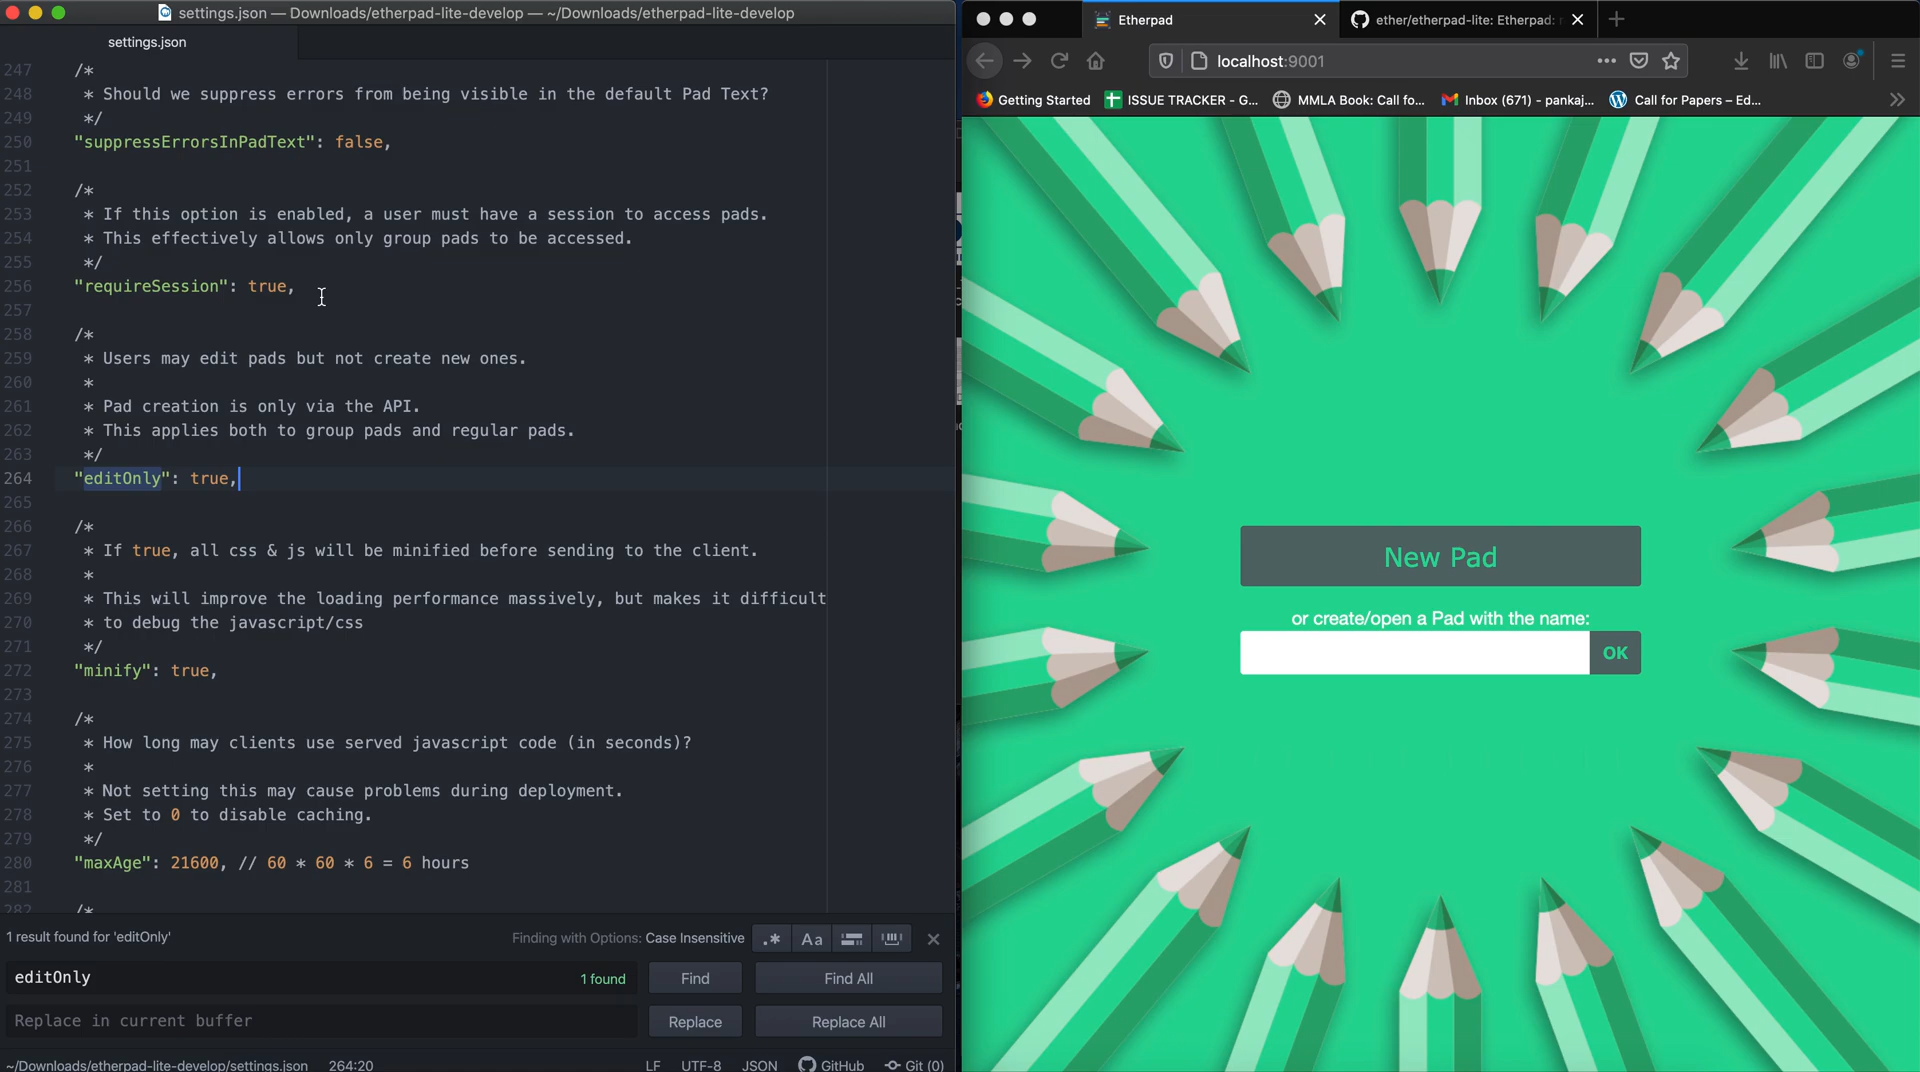 settings.json — Downloads/etherpad-lite-develop — ~/Downloads/etherpad-lite-develop
settings.json
247 /*
248 * Should we suppress errors from being visible in the default Pad Text?
249 */
250 "suppressErrorsInPadText": false,
251
252 /*
253 * If this option is enabled, a user must have a session to access pads.
254 * This effectively allows only group pads to be accessed.
255 */
256 "requireSession": true,
257
258 /*
259 * Users may edit pads but not create new ones.
260 *
261 * Pad creation is only via the API.
262 * This applies both to group pads and regular pads.
263 */
264 "editOnly": true,
265
266 /*
267 * If true, all css & js will be minified before sending to the client.
268 *
269 * This will improve the loading performance massively, but makes it difficult
270 * to debug the javascript/css
271 */
272 "minify": true,
273
274 /*
275 * How long may clients use served javascript code (in seconds)?
276 *
277 * Not setting this may cause problems during deployment.
278 * Set to 0 to disable caching.
279 */
280 "maxAge": 21600, // 60 * 60 * 6 = 6 hours
281
282 /*
1 result found for 'editOnly'
Finding with Options: Case Insensitive
.* Aa
editOnly
1 found
Find
Find All
Replace in current buffer
Replace
Replace All
~/Downloads/etherpad-lite-develop/settings.json 264:20
LF UTF-8 JSON GitHub Git (0)
Etherpad
ether/etherpad-lite: Etherpad:
localhost:9001
Getting Started
ISSUE TRACKER - G...
MMLA Book: Call fo...
Inbox (671) - pankaj...
Call for Papers – Ed...
New Pad
or create/open a Pad with the name:
OK